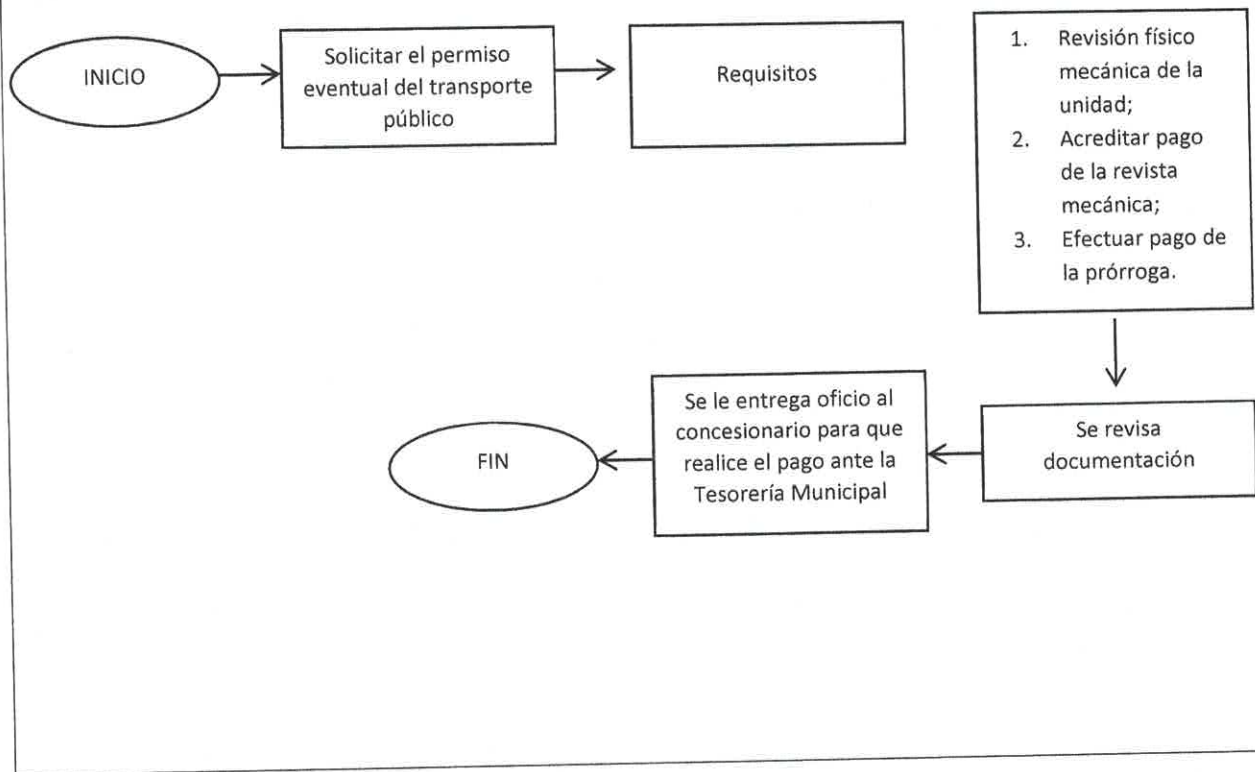 INICIO
Solicitar el permiso
eventual del transporte
público
Requisitos
1. Revisión físico
mecánica de la
unidad;
2. Acreditar pago
de la revista
mecánica;
3. Efectuar pago de
la prórroga.
Se revisa
documentación
Se le entrega oficio al
concesionario para que
realice el pago ante la
Tesorería Municipal
FIN